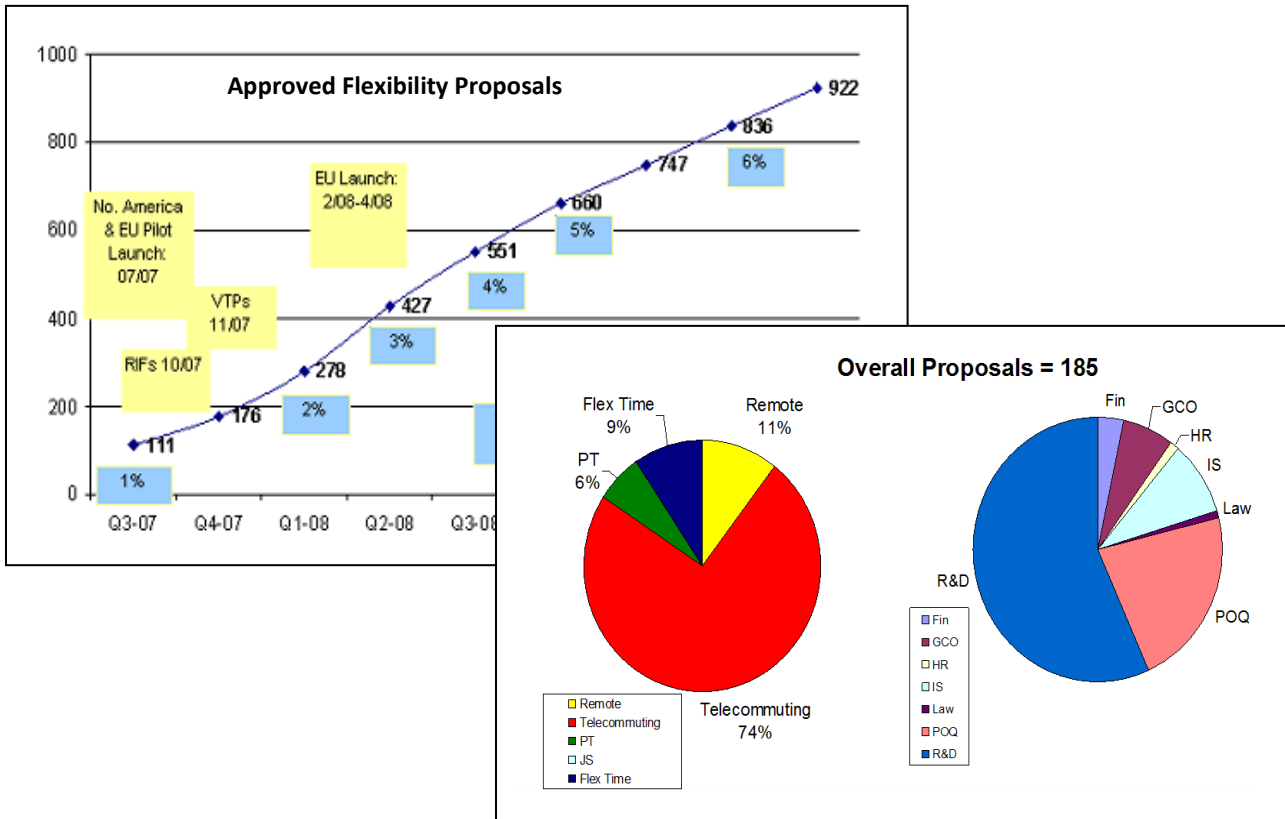 Approved Flexibility Proposals
1000
800
600
400
200
0
No. America
& EU Pilot
Launch:
07/07
RIFs 10/07
VTPs
11/07
EU Launch:
2/08-4/08
111
176
278
427
551
660
747
836
922
1%
2%
3%
4%
5%
6%
Q3-07
Q4-07
Q1-08
Q2-08
Q3-08
Overall Proposals = 185
Flex Time
9%
Remote
11%
PT
6%
Telecommuting
74%
Remote
Telecommuting
PT
JS
Flex Time
Fin
GCO
HR
IS
Law
POQ
R&D
Fin
GCO
HR
IS
Law
POQ
R&D